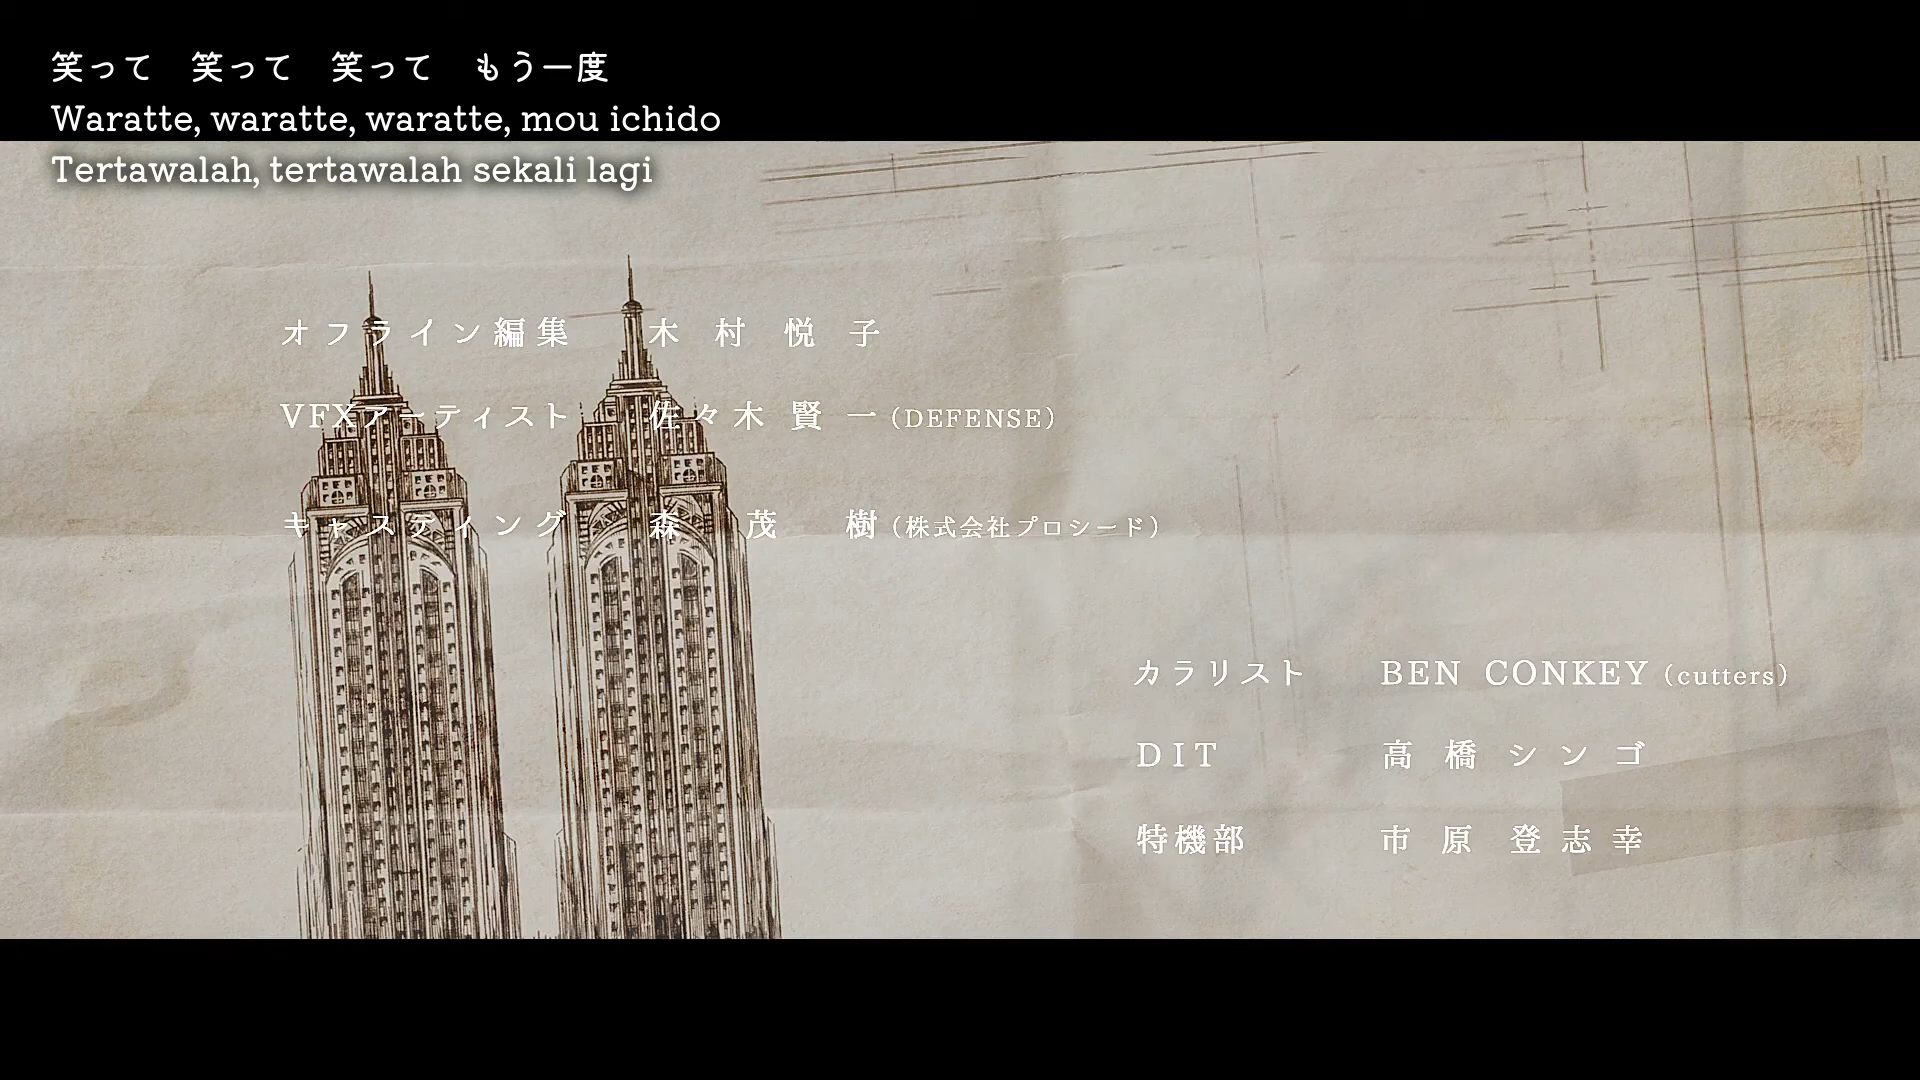 笑って　笑って　笑って　もう一度
Waratte, waratte, waratte, mou ichido
Tertawalah, tertawalah sekali lagi
オフライン編集　木村悦子
VFXアーティスト　佐々木賢一（DEFENSE）
キャスティング　森　茂　樹（株式会社プロシード）
カラリスト　BEN CONKEY（cutters）
DIT　高橋シンゴ
特機部　市原登志幸